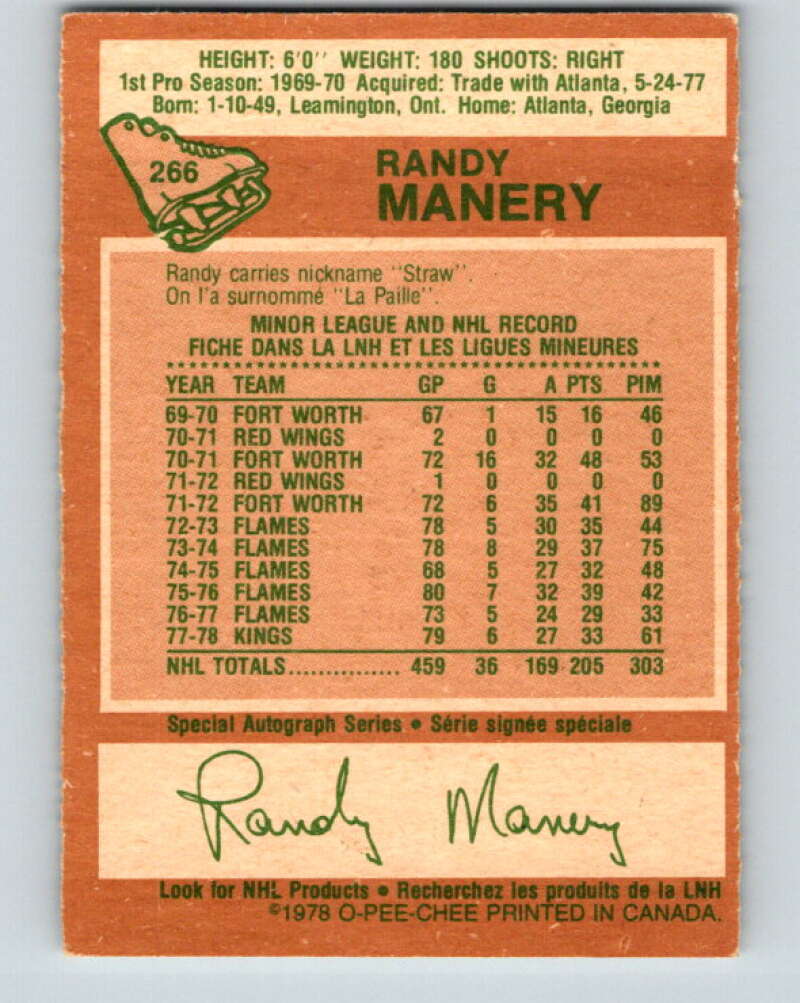 HEIGHT: 6'0'' WEIGHT: 180 SHOOTS: RIGHT
1st Pro Season: 1969-70 Acquired: Trade with Atlanta, 5-24-77
Born: 1-10-49, Leamington, Ont. Home: Atlanta, Georgia
266
RANDY
MANERY
Randy carries nickname ''Straw''.
On l'a surnommé ''La Paille''.
MINOR LEAGUE AND NHL RECORD
FICHE DANS LA LNH ET LES LIGUES MINEURES
YEAR TEAM GP G A PTS PIM
69-70 FORT WORTH 67 1 15 16 46
70-71 RED WINGS 2 0 0 0 0
70-71 FORT WORTH 72 16 32 48 53
71-72 RED WINGS 1 0 0 0 0
71-72 FORT WORTH 72 6 35 41 89
72-73 FLAMES 78 5 30 35 44
73-74 FLAMES 78 8 29 37 75
74-75 FLAMES 68 5 27 32 48
75-76 FLAMES 80 7 32 39 42
76-77 FLAMES 73 5 24 29 33
77-78 KINGS 79 6 27 33 61
NHL TOTALS............... 459 36 169 205 303
Special Autograph Series • Série signée spéciale
Randy Manery
Look for NHL Products • Recherchez les produits de la LNH
©1978 O-PEE-CHEE PRINTED IN CANADA.